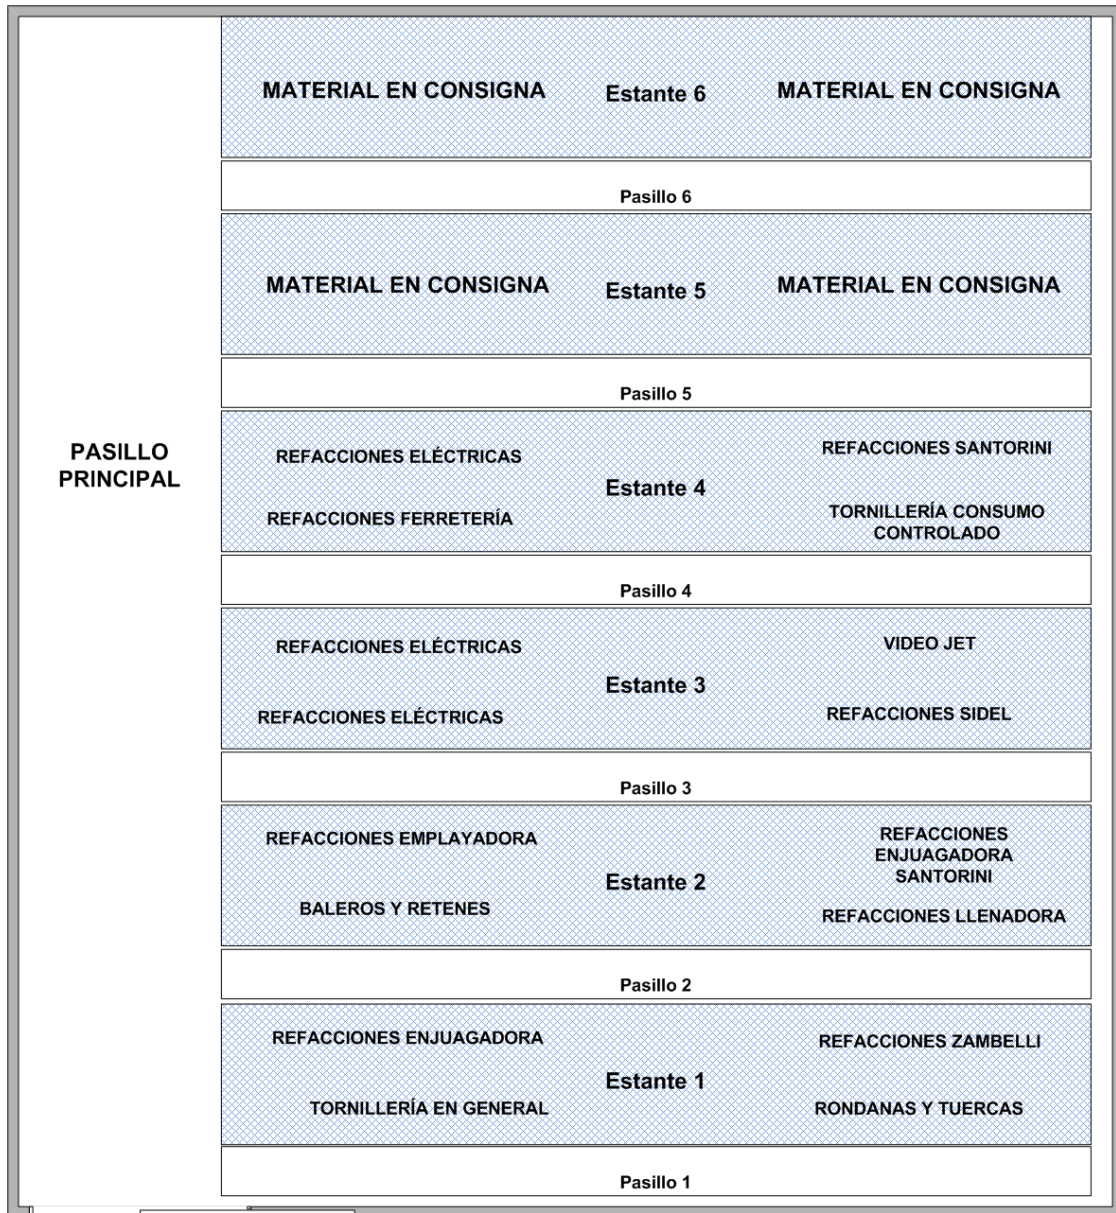 MATERIAL EN CONSIGNA
Estante 6
MATERIAL EN CONSIGNA
Pasillo 6
MATERIAL EN CONSIGNA
Estante 5
MATERIAL EN CONSIGNA
Pasillo 5
PASILLO
PRINCIPAL
REFACCIONES ELÉCTRICAS
REFACCIONES FERRETERÍA
Estante 4
REFACCIONES SANTORINI
TORNILLERÍA CONSUMO
CONTROLADO
Pasillo 4
REFACCIONES ELÉCTRICAS
REFACCIONES ELÉCTRICAS
Estante 3
VIDEO JET
REFACCIONES SIDEL
Pasillo 3
REFACCIONES EMPLAYADORA
BALEROS Y RETENES
Estante 2
REFACCIONES
ENJUAGADORA
SANTORINI
REFACCIONES LLENADORA
Pasillo 2
REFACCIONES ENJUAGADORA
TORNILLERÍA EN GENERAL
Estante 1
REFACCIONES ZAMBELLI
RONDANAS Y TUERCAS
Pasillo 1